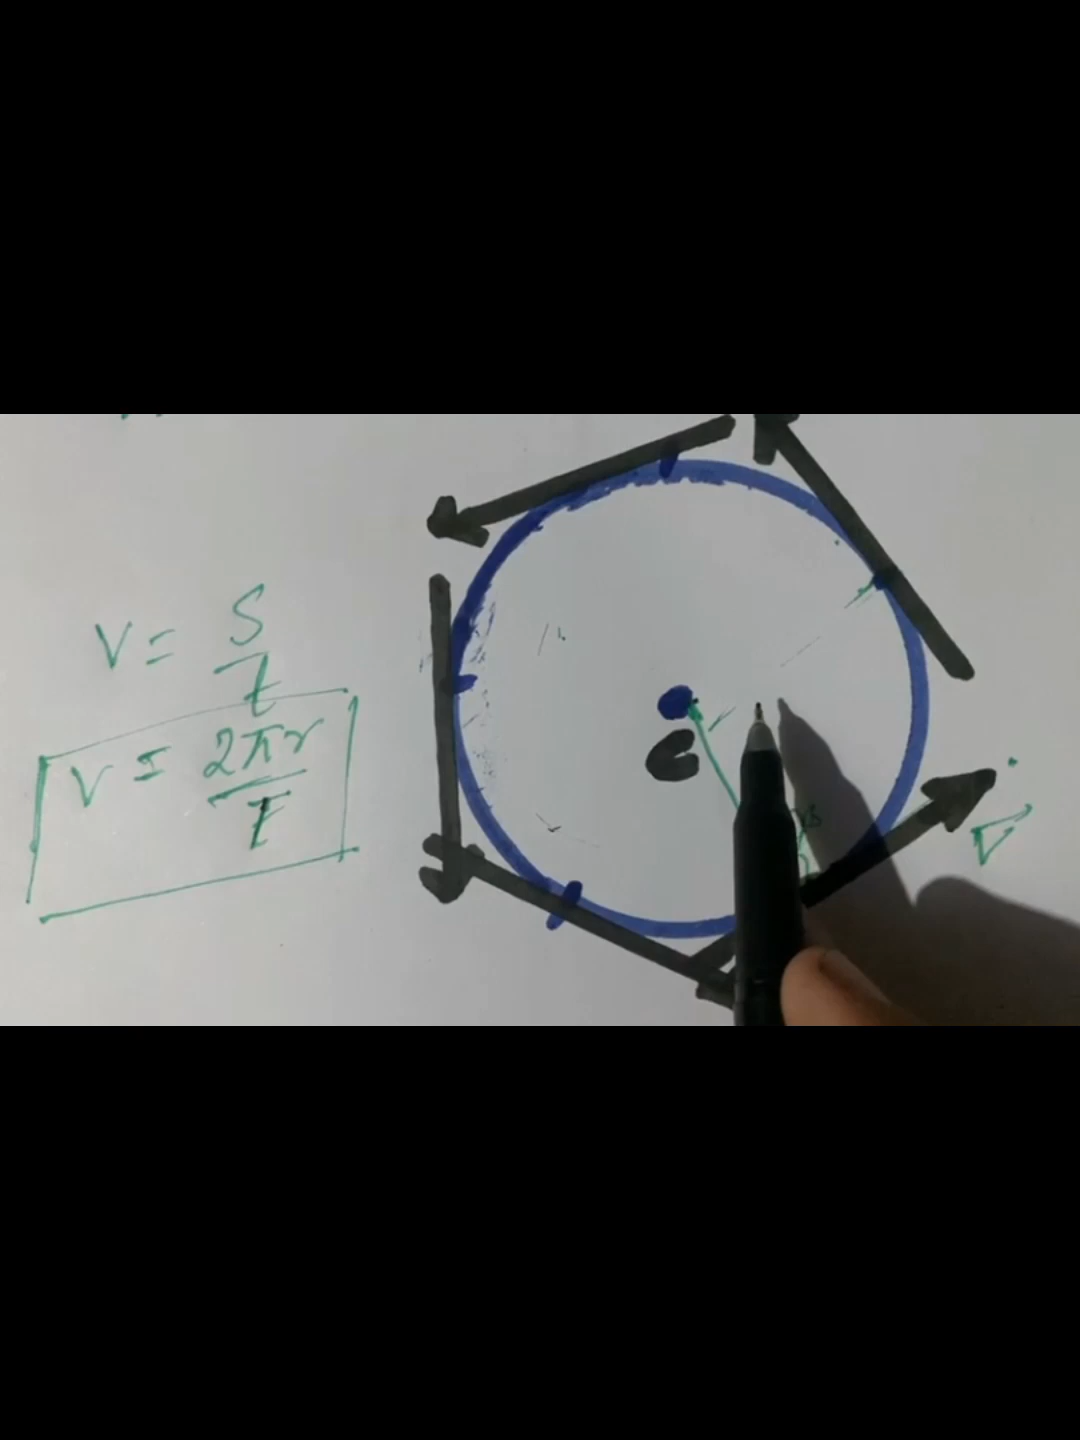 V = S/t
V = 2πr/t
C
V